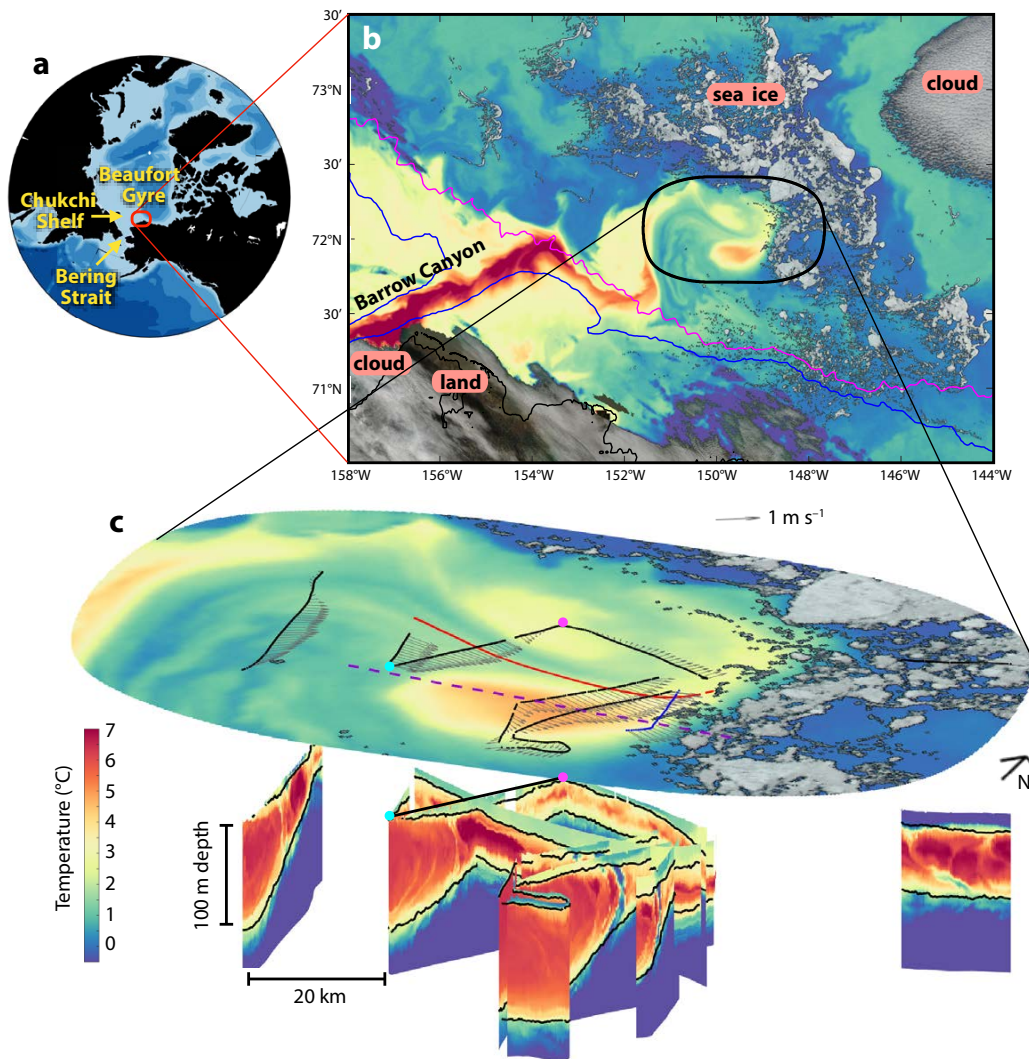 a
Beaufort
Gyre
Chukchi
Shelf
Bering
Strait
b
30′
73°N
30′
72°N
30′
71°N
sea ice
cloud
Barrow Canyon
cloud
land
158°W
156°W
154°W
152°W
150°W
148°W
146°W
144°W
c
1 m s⁻¹
N
Temperature (°C)
7
6
5
4
3
2
1
0
100 m depth
20 km